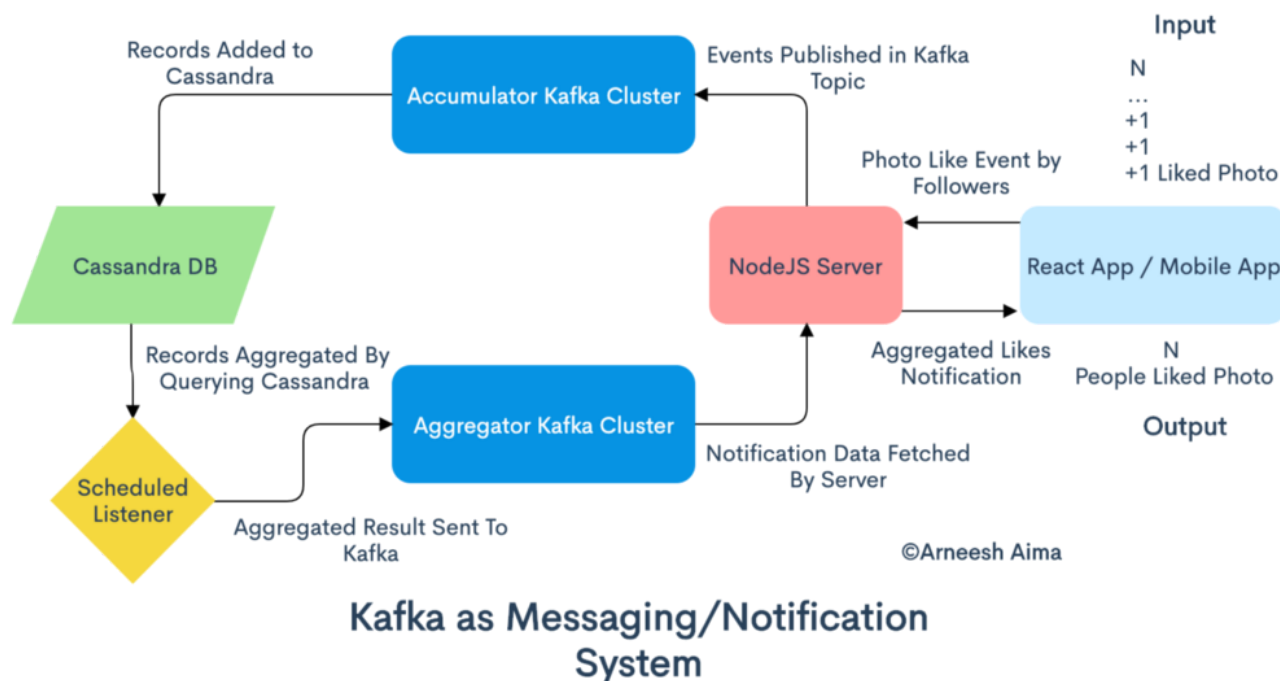 Input
Records Added to
Cassandra
Accumulator Kafka Cluster
Events Published in Kafka
Topic
N
...
+1
+1
+1 Liked Photo
Photo Like Event by
Followers
Cassandra DB
NodeJS Server
React App / Mobile App
Records Aggregated By
Querying Cassandra
Aggregated Likes
Notification
N
People Liked Photo
Output
Aggregator Kafka Cluster
Notification Data Fetched
By Server
Scheduled
Listener
Aggregated Result Sent To
Kafka
©Arneesh Aima
Kafka as Messaging/Notification
System